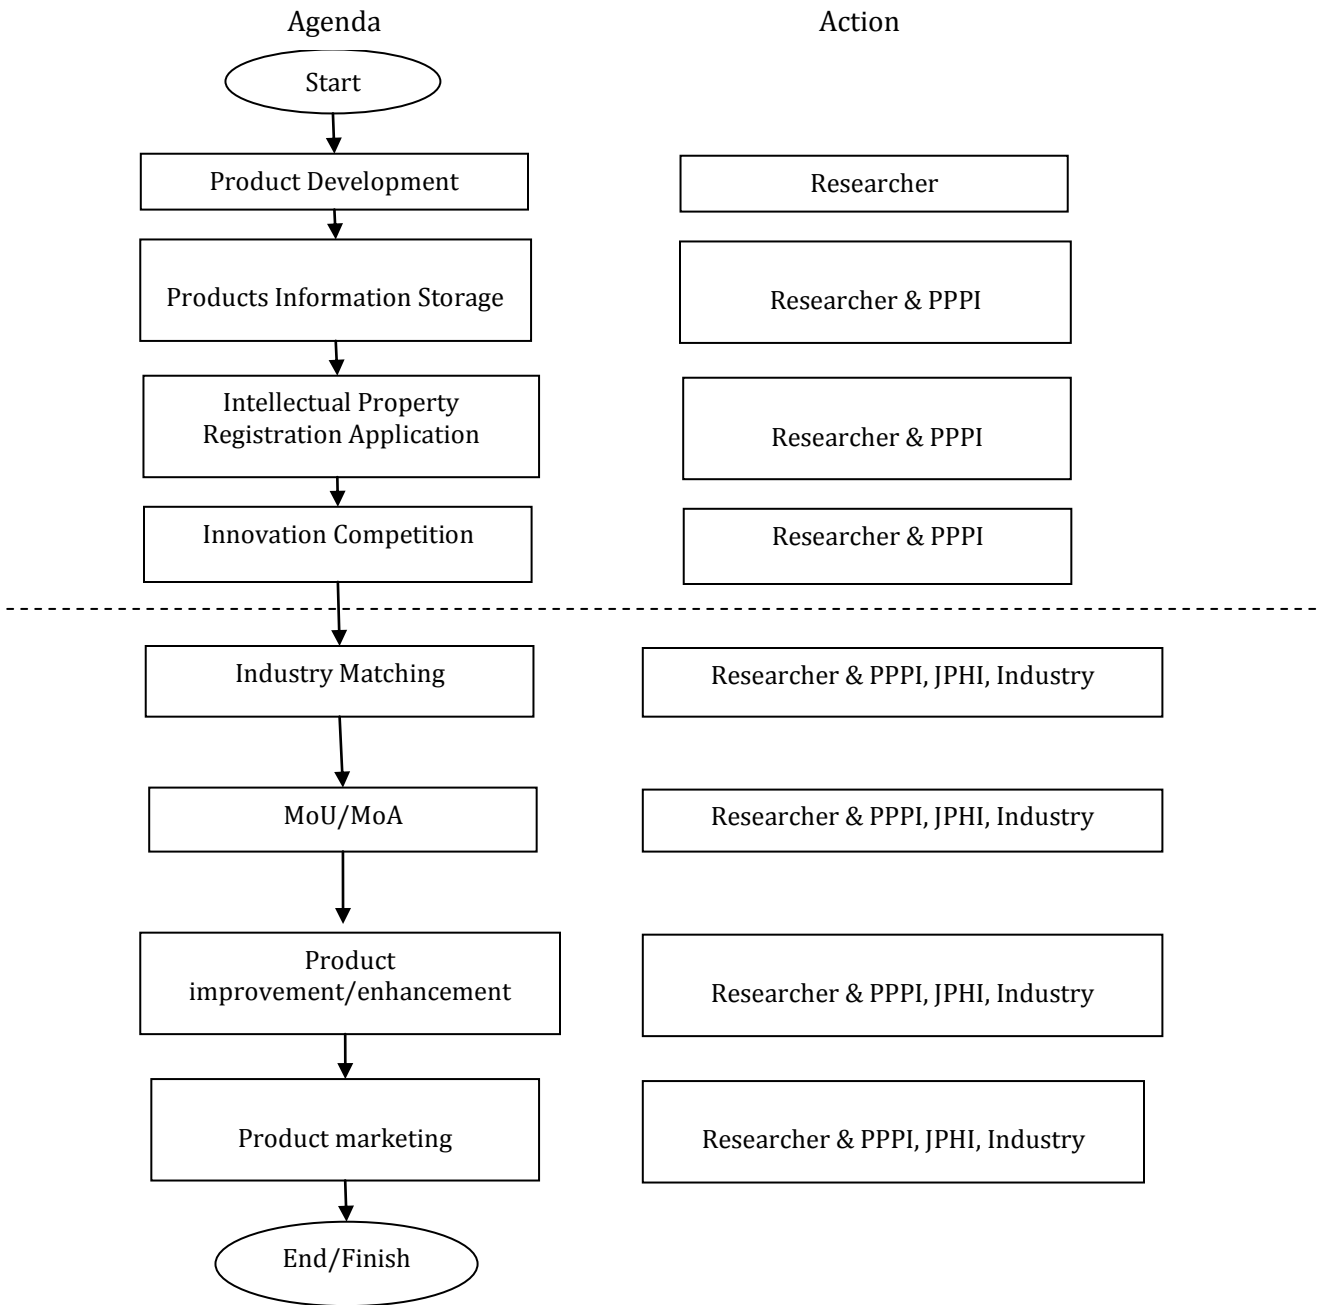 Agenda
Action
Start
Product Development
Researcher
Products Information Storage
Researcher & PPPI
Intellectual Property
Registration Application
Researcher & PPPI
Innovation Competition
Researcher & PPPI
Industry Matching
Researcher & PPPI, JPHI, Industry
MoU/MoA
Researcher & PPPI, JPHI, Industry
Product
improvement/enhancement
Researcher & PPPI, JPHI, Industry
Product marketing
Researcher & PPPI, JPHI, Industry
End/Finish